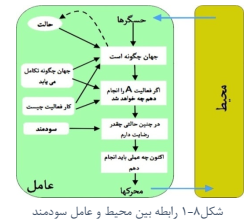 حسگرها
حالت
جهان چگونه است
جهان چگونه تکامل
می یابد
اگر فعالیت A را انجام
دهم چه خواهد شد
کار فعالیت چیست
در چنین حالتی چقدر
رضایت دارم
سودمند
اکنون چه عملی باید انجام
دهم
محرکها
عامل
محیط
شکل۸-۱ رابطه بین محیط و عامل سودمند